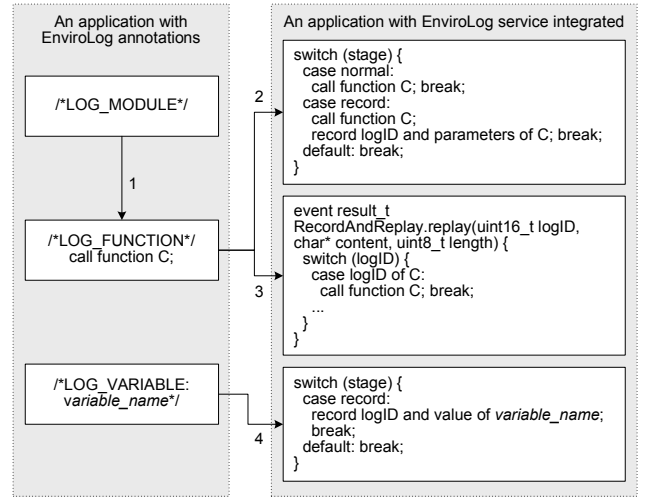 An application with
EnviroLog annotations
/*LOG_MODULE*/
1
/*LOG_FUNCTION*/
call function C;
/*LOG_VARIABLE:
variable_name*/
2
3
4
An application with EnviroLog service integrated
switch (stage) {
case normal:
call function C; break;
case record:
call function C;
record logID and parameters of C; break;
default: break;
}
event result_t
RecordAndReplay.replay(uint16_t logID,
char* content, uint8_t length) {
switch (logID) {
case logID of C:
call function C; break;
...
}
}
switch (stage) {
case record:
record logID and value of variable_name;
break;
default: break;
}